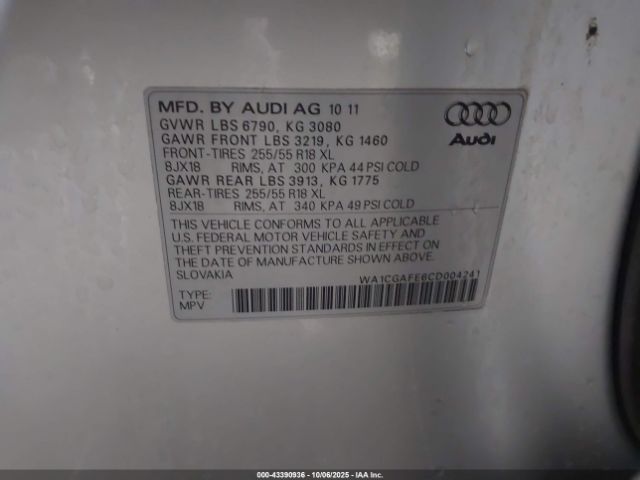 MFD. BY AUDI AG 10 11
GVWR LBS 6790, KG 3080
GAWR FRONT LBS 3219, KG 1460
FRONT-TIRES 255/55 R18 XL
8JX18 RIMS, AT 300 KPA 44 PSI COLD
GAWR REAR LBS 3913, KG 1775
REAR-TIRES 255/55 R18 XL
8JX18 RIMS, AT 340 KPA 49 PSI COLD
Audi
THIS VEHICLE CONFORMS TO ALL APPLICABLE
U.S. FEDERAL MOTOR VEHICLE SAFETY AND
THEFT PREVENTION STANDARDS IN EFFECT ON
THE DATE OF MANUFACTURE SHOWN ABOVE.
SLOVAKIA
WA1CGAFE6CD004241
TYPE:
MPV
000-43390936 - 10/06/2025 - IAA Inc.